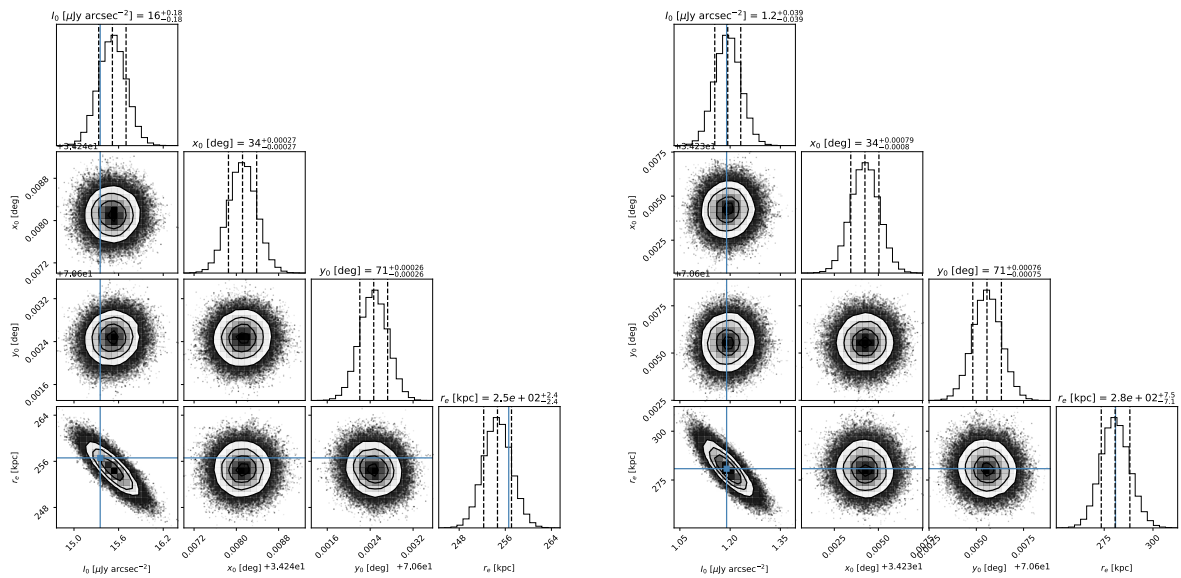 I₀ [μJy arcsec⁻²] = 16⁺⁰·¹⁸₋₀.₁₈
+3.424e1
x₀ [deg] = 34⁺⁰·⁰⁰⁰²⁷₋₀.₀₀₀₂₇
0.0088
0.0080
0.0072
x₀ [deg]
+7.06e1
y₀ [deg] = 71⁺⁰·⁰⁰⁰²⁶₋₀.₀₀₀₂₆
0.0032
0.0024
0.0016
y₀ [deg]
rₑ [kpc] = 2.5e + 02⁺²·⁴₋₂.₄
264
256
248
rₑ [kpc]
15.0 15.6 16.2
0.0072 0.0080 0.0088
0.0016 0.0024 0.0032
248 256 264
I₀ [μJy arcsec⁻²] x₀ [deg] +3.424e1 y₀ [deg] +7.06e1 rₑ [kpc]
I₀ [μJy arcsec⁻²] = 1.2⁺⁰·⁰³⁹₋₀.₀₃₉
+3.423e1
x₀ [deg] = 34⁺⁰·⁰⁰⁰⁷⁹₋₀.₀₀₀₈
0.0075
0.0050
0.0025
x₀ [deg]
+7.06e1
y₀ [deg] = 71⁺⁰·⁰⁰⁰⁷⁶₋₀.₀₀₀₇₅
0.0075
0.0050
0.0025
y₀ [deg]
rₑ [kpc] = 2.8e + 02⁺⁷·⁵₋₇.₁
300
275
rₑ [kpc]
1.05 1.20 1.35
0.0025 0.0050
0.0025 0.0050 0.0075
275 300
I₀ [μJy arcsec⁻²] x₀ [deg] +3.423e1 y₀ [deg] +7.06e1 rₑ [kpc]